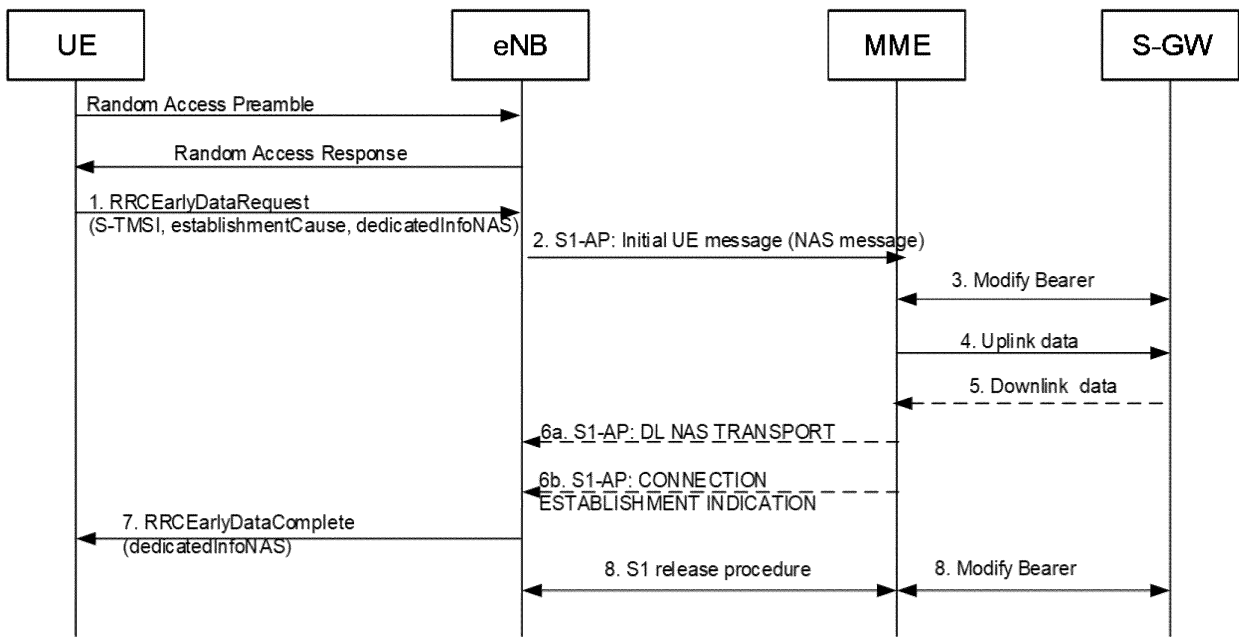 UE
eNB
MME
S-GW
Random Access Preamble
Random Access Response
1. RRCEarlyDataRequest
(S-TMSI, establishmentCause, dedicatedInfoNAS)
2. S1-AP: Initial UE message (NAS message)
3. Modify Bearer
4. Uplink data
5. Downlink data
6a. S1-AP: DL NAS TRANSPORT
6b. S1-AP: CONNECTION
ESTABLISHMENT INDICATION
7. RRCEarlyDataComplete
(dedicatedInfoNAS)
8. S1 release procedure
8. Modify Bearer